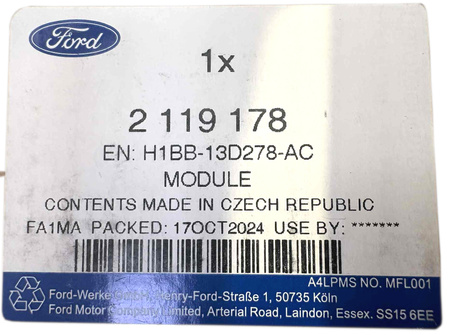 Ford
1x
2 119 178
EN: H1BB-13D278-AC
MODULE
CONTENTS MADE IN CZECH REPUBLIC
FA1MA PACKED: 17OCT2024 USE BY: *******
A4LPMS NO. MFL001
Ford-Werke GmbH, Henry-Ford-Straße 1, 50735 Köln
Ford Motor Company Limited, Arterial Road, Laindon, Essex. SS15 6EE